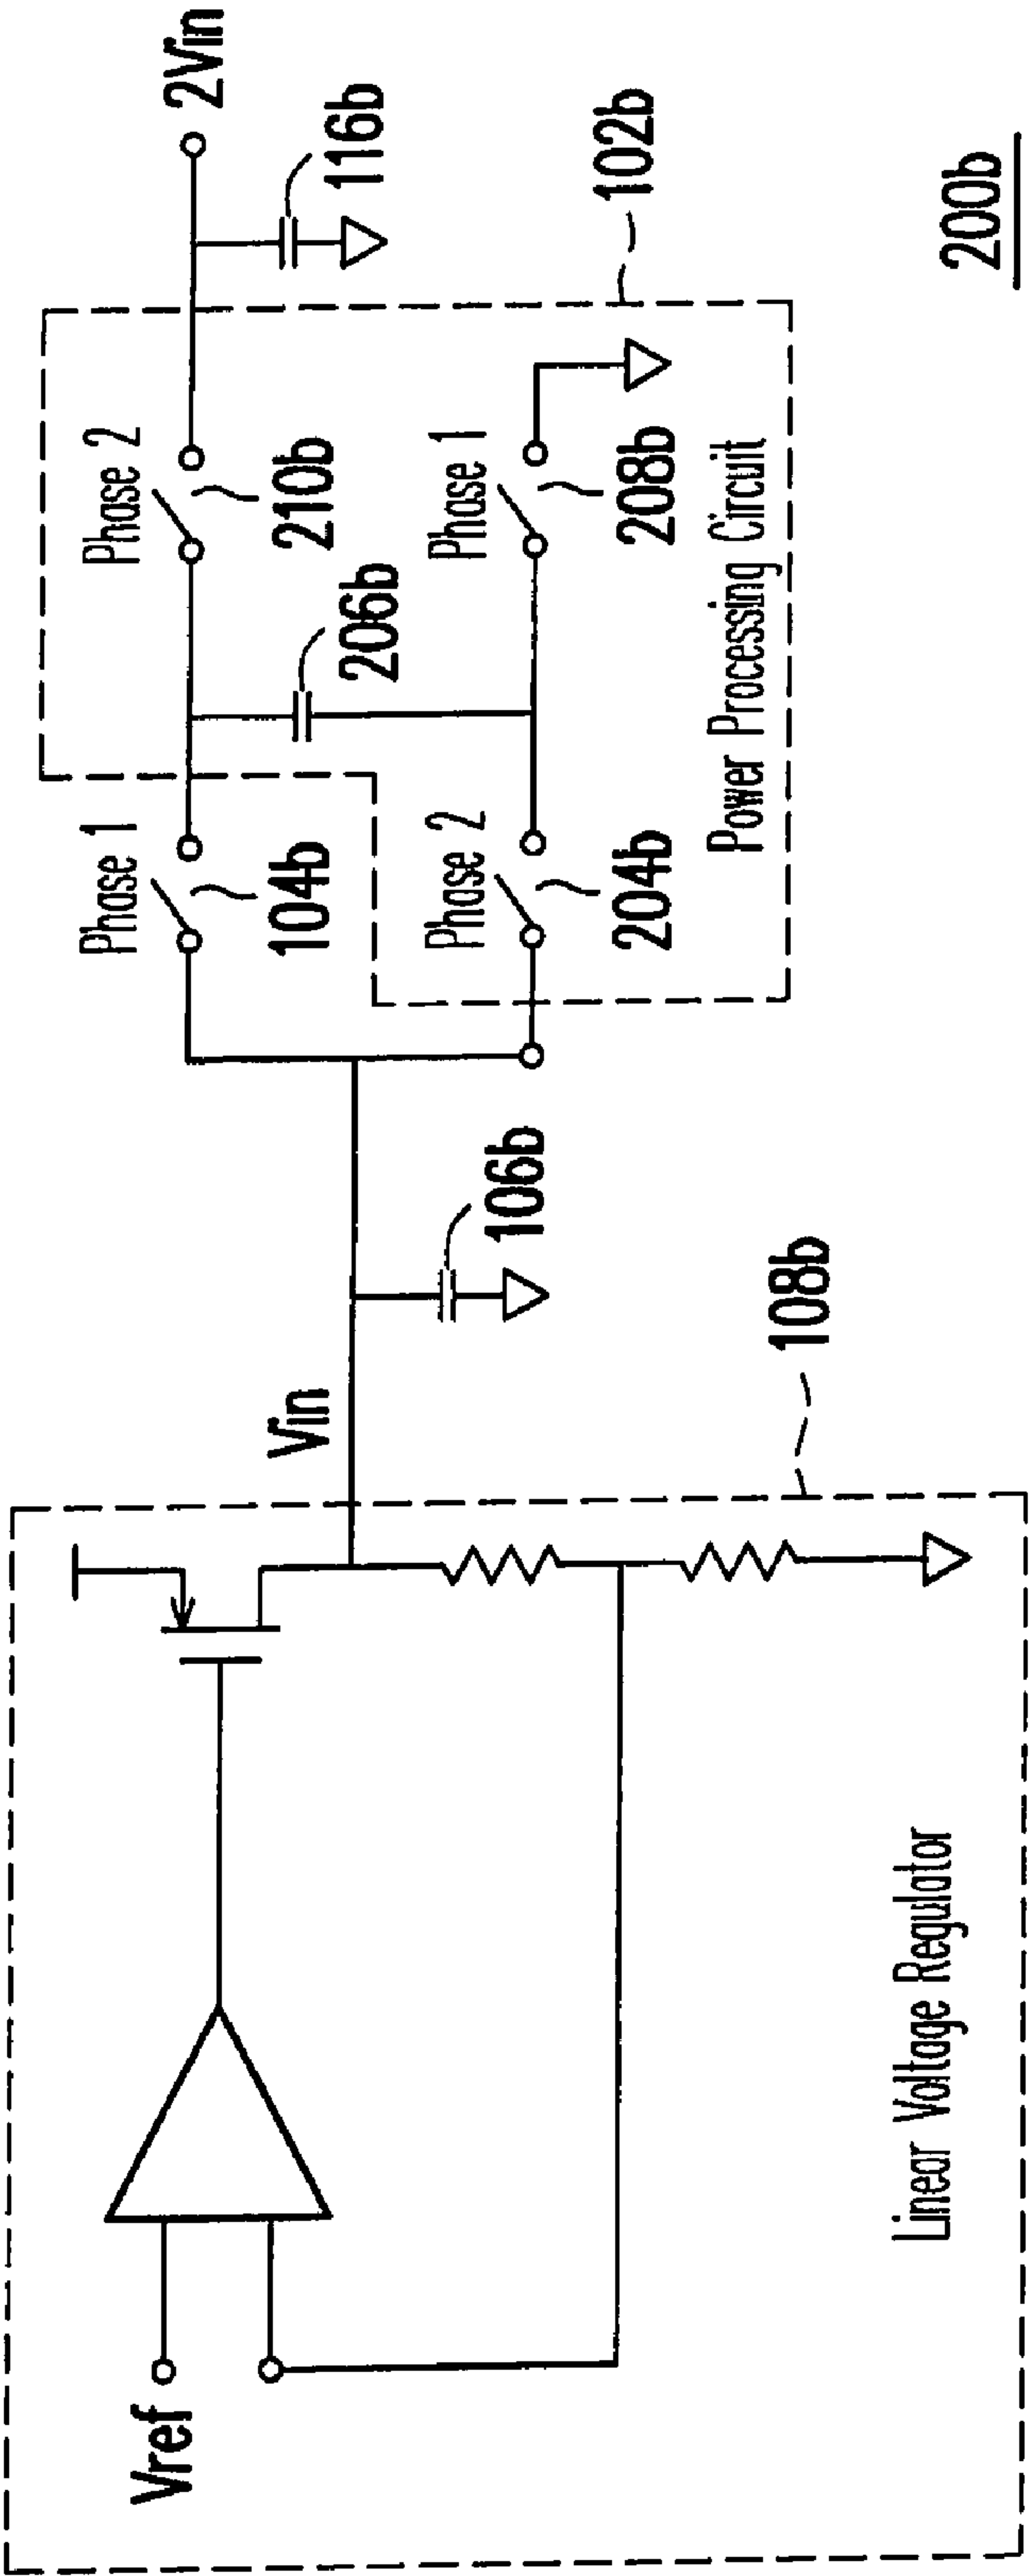 Vref
Linear Voltage Regulator
108b
Vin
106b
Phase 1
104b
Phase 2
204b
206b
Phase 2
210b
Phase 1
208b
Power Processing Circuit
102b
116b
2Vin
200b